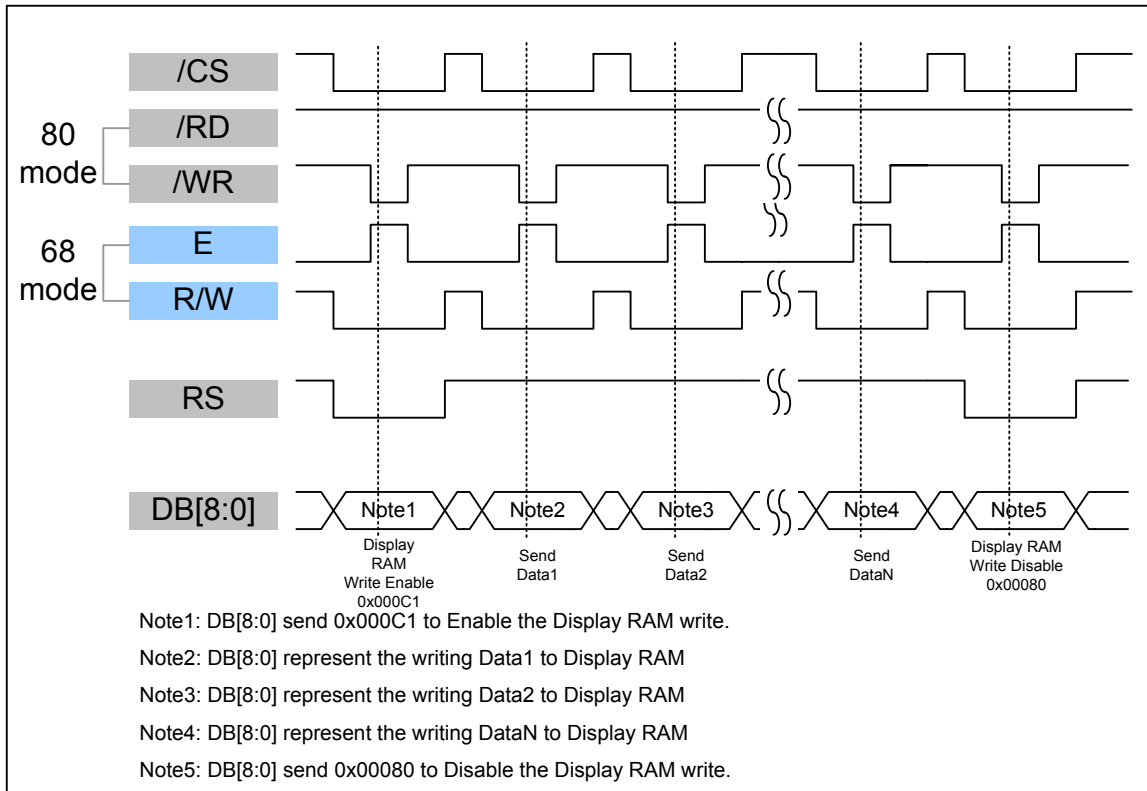 /CS
80
mode
/RD
/WR
68
mode
E
R/W
RS
DB[8:0]
Note1
Note2
Note3
Note4
Note5
Display
RAM
Write Enable
0x000C1
Send
Data1
Send
Data2
Send
DataN
Display RAM
Write Disable
0x00080
Note1: DB[8:0] send 0x000C1 to Enable the Display RAM write.
Note2: DB[8:0] represent the writing Data1 to Display RAM
Note3: DB[8:0] represent the writing Data2 to Display RAM
Note4: DB[8:0] represent the writing DataN to Display RAM
Note5: DB[8:0] send 0x00080 to Disable the Display RAM write.